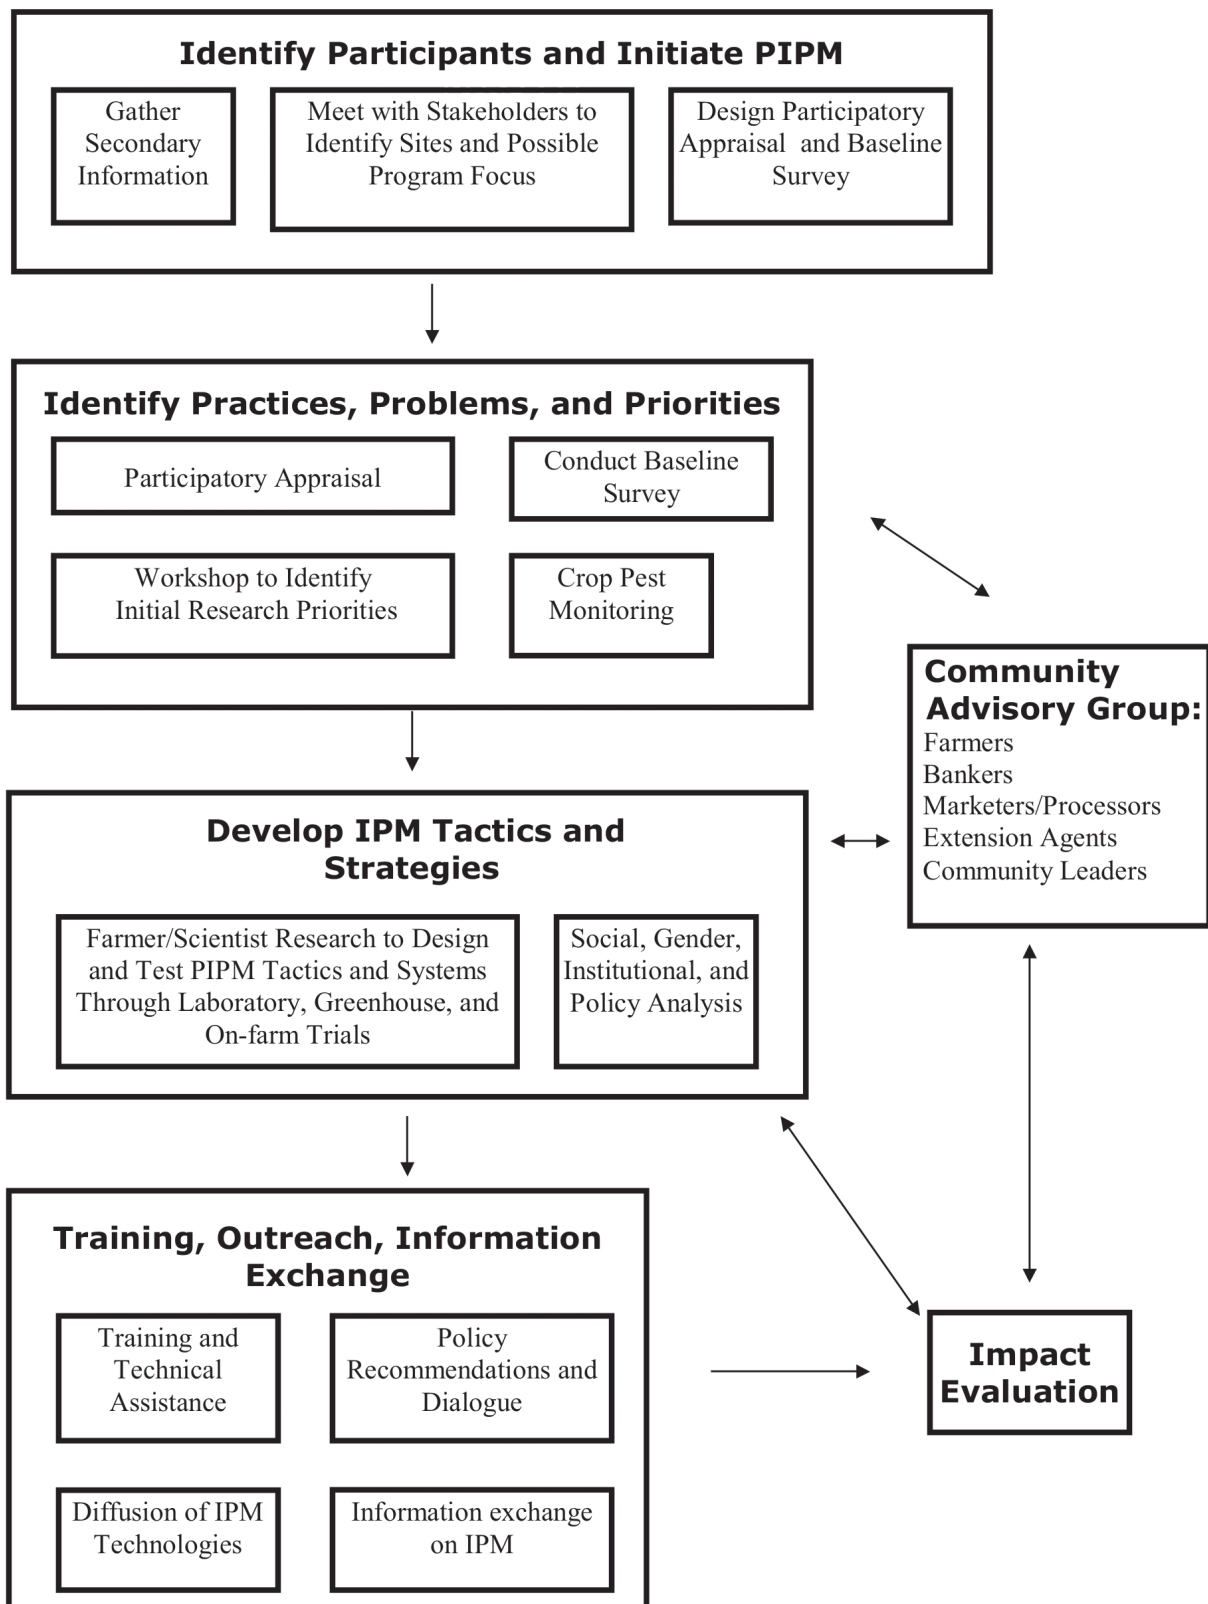 Identify Participants and Initiate PIPM
Gather
Secondary
Information
Meet with Stakeholders to
Identify Sites and Possible
Program Focus
Design Participatory
Appraisal and Baseline
Survey
Identify Practices, Problems, and Priorities
Participatory Appraisal
Conduct Baseline
Survey
Workshop to Identify
Initial Research Priorities
Crop Pest
Monitoring
Community
Advisory Group:
Farmers
Bankers
Marketers/Processors
Extension Agents
Community Leaders
Develop IPM Tactics and
Strategies
Farmer/Scientist Research to Design
and Test PIPM Tactics and Systems
Through Laboratory, Greenhouse, and
On-farm Trials
Social, Gender,
Institutional, and
Policy Analysis
Training, Outreach, Information
Exchange
Training and
Technical
Assistance
Policy
Recommendations and
Dialogue
Diffusion of IPM
Technologies
Information exchange
on IPM
Impact
Evaluation